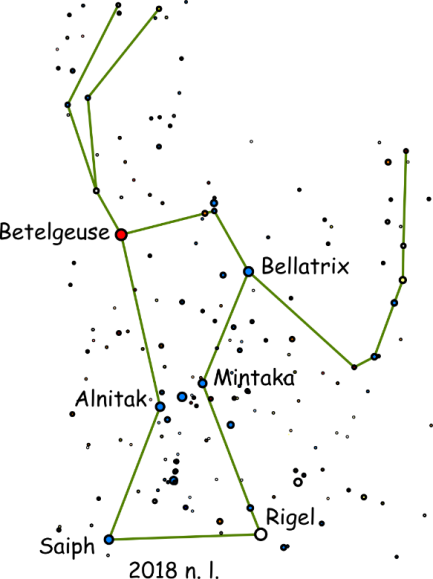 Betelgeuse
Bellatrix
Mintaka
Alnitak
Rigel
Saiph
2018 n. l.